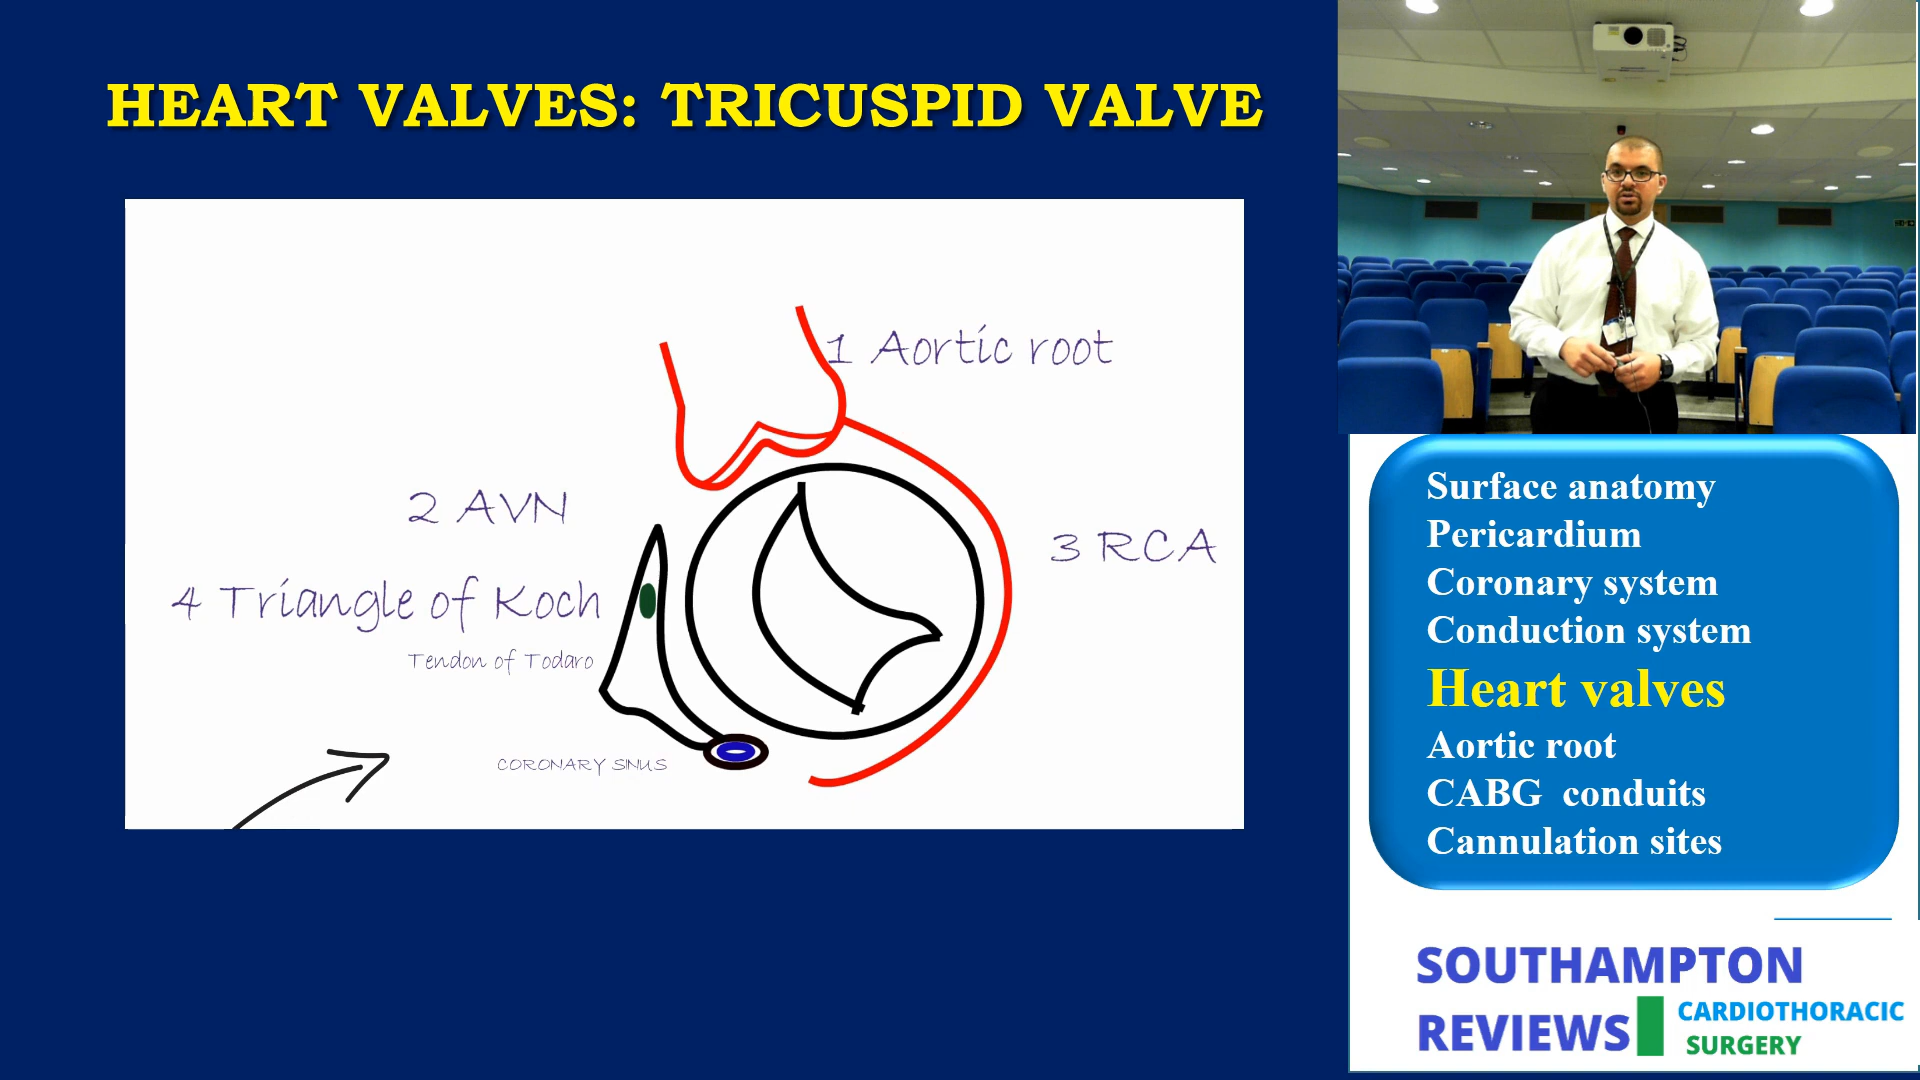 HEART VALVES: TRICUSPID VALVE
1 Aortic root
2 AVN
3 RCA
4 Triangle of Koch
Tendon of Todaro
CORONARY SINUS
Surface anatomy
Pericardium
Coronary system
Conduction system
Heart valves
Aortic root
CABG conduits
Cannulation sites
SOUTHAMPTON
REVIEWS
CARDIOTHORACIC
SURGERY